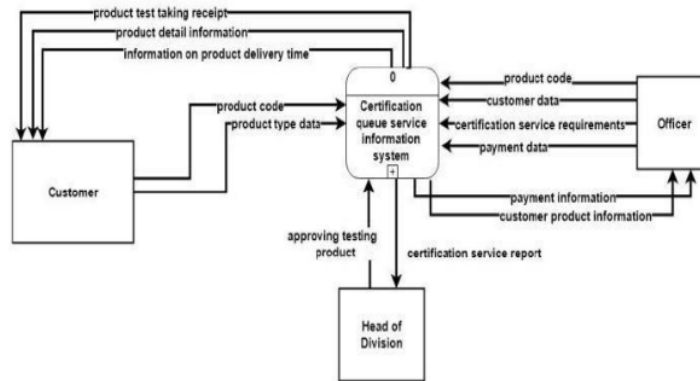 product test taking receipt
product detail information
information on product delivery time
0
Certification
queue service
information
system
+
product code
product type data
Customer
product code
customer data
certification service requirements
payment data
Officer
payment information
customer product information
approving testing
product
certification service report
Head of
Division